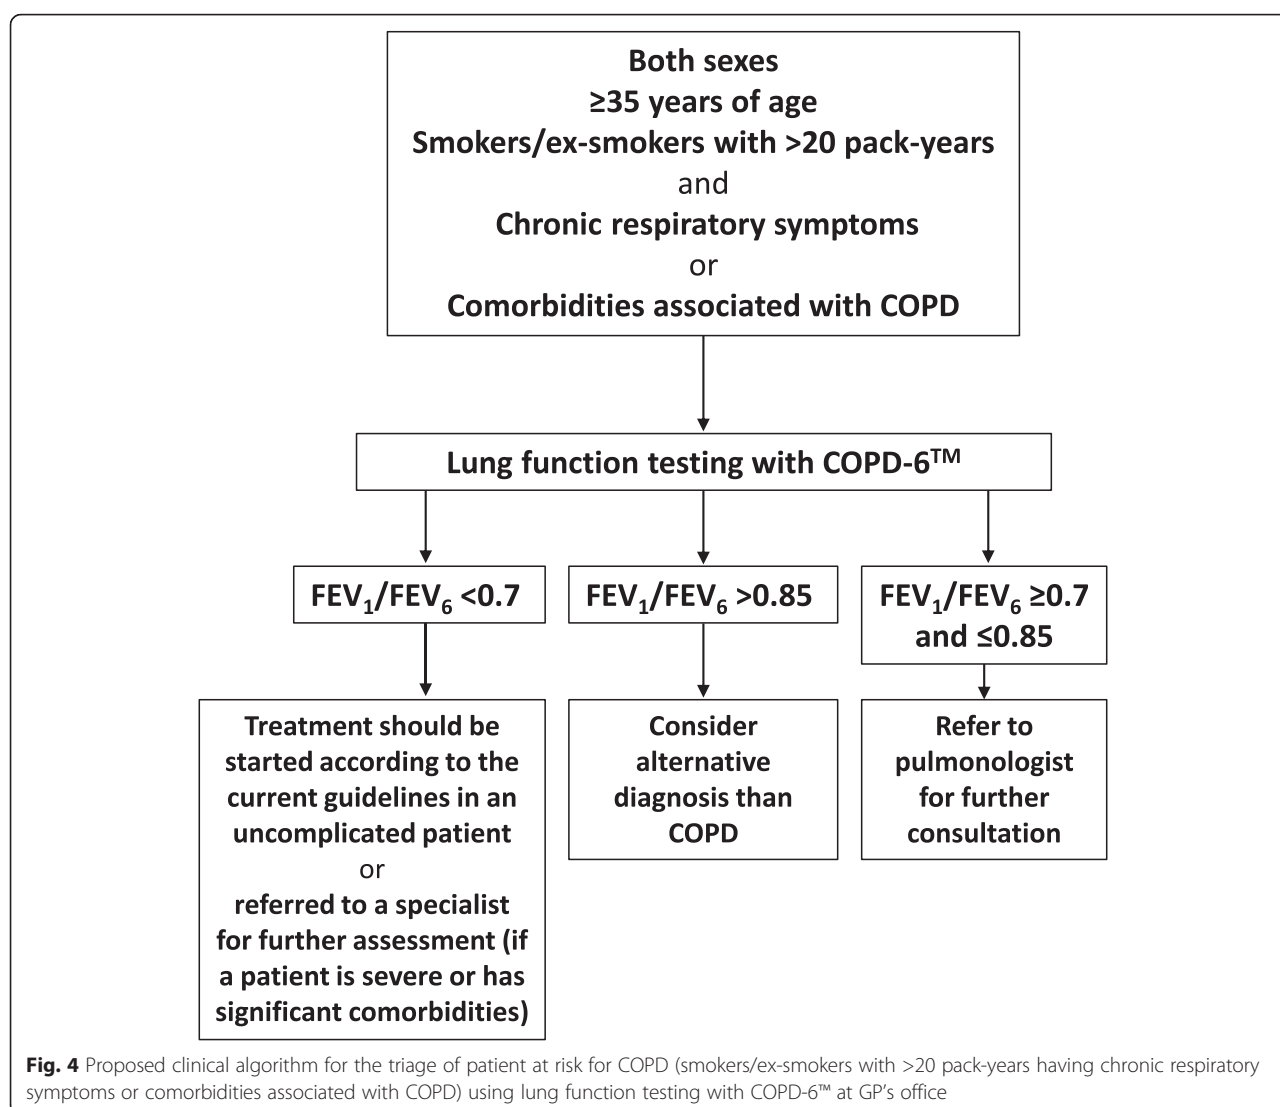 Both sexes
≥35 years of age
Smokers/ex-smokers with >20 pack-years
and
Chronic respiratory symptoms
or
Comorbidities associated with COPD
Lung function testing with COPD-6™
FEV₁/FEV₆ <0.7
FEV₁/FEV₆ >0.85
FEV₁/FEV₆ ≥0.7
and ≤0.85
Treatment should be
started according to the
current guidelines in an
uncomplicated patient
or
referred to a specialist
for further assessment (if
a patient is severe or has
significant comorbidities)
Consider
alternative
diagnosis than
COPD
Refer to
pulmonologist
for further
consultation
Fig. 4 Proposed clinical algorithm for the triage of patient at risk for COPD (smokers/ex-smokers with >20 pack-years having chronic respiratory
symptoms or comorbidities associated with COPD) using lung function testing with COPD-6™ at GP's office